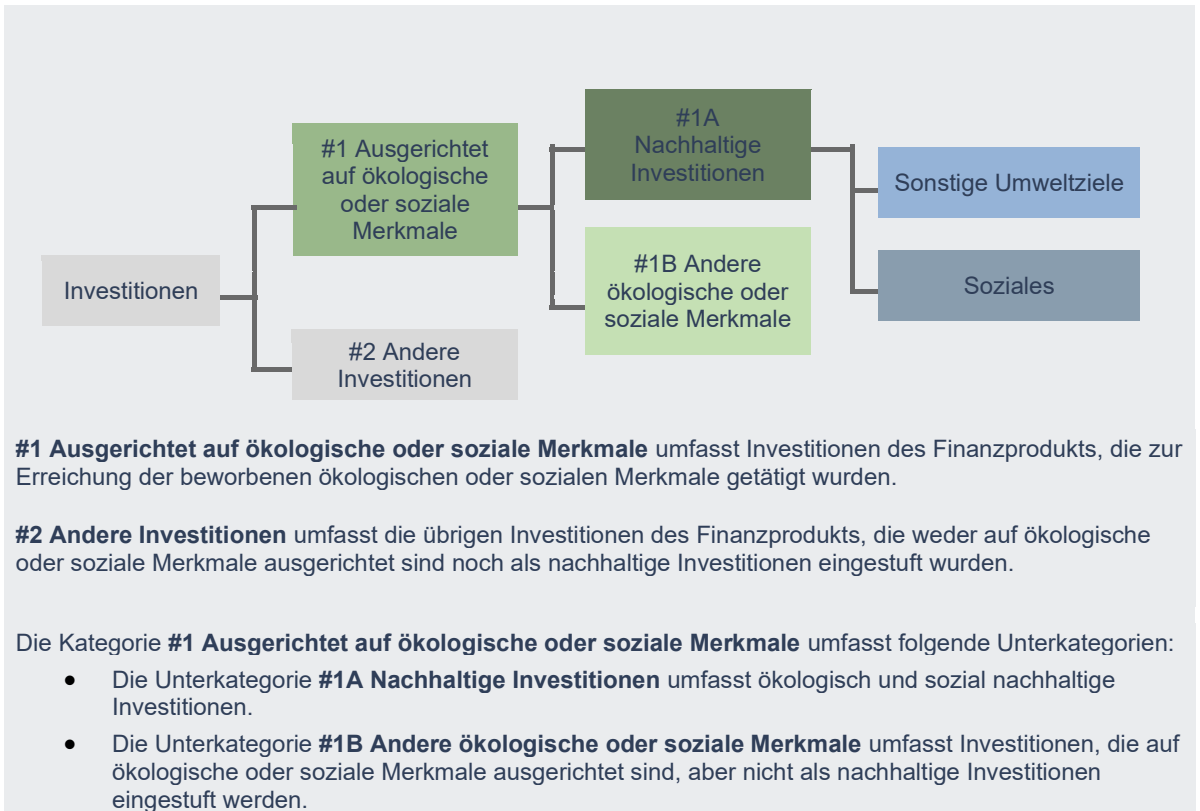 #1A
Nachhaltige
Investitionen
#1 Ausgerichtet
auf ökologische
oder soziale
Merkmale
Sonstige Umweltziele
#1B Andere
ökologische oder
soziale Merkmale
Soziales
Investitionen
#2 Andere
Investitionen
#1 Ausgerichtet auf ökologische oder soziale Merkmale umfasst Investitionen des Finanzprodukts, die zur
Erreichung der beworbenen ökologischen oder sozialen Merkmale getätigt wurden.
#2 Andere Investitionen umfasst die übrigen Investitionen des Finanzprodukts, die weder auf ökologische
oder soziale Merkmale ausgerichtet sind noch als nachhaltige Investitionen eingestuft wurden.
Die Kategorie #1 Ausgerichtet auf ökologische oder soziale Merkmale umfasst folgende Unterkategorien:
• Die Unterkategorie #1A Nachhaltige Investitionen umfasst ökologisch und sozial nachhaltige
Investitionen.
• Die Unterkategorie #1B Andere ökologische oder soziale Merkmale umfasst Investitionen, die auf
ökologische oder soziale Merkmale ausgerichtet sind, aber nicht als nachhaltige Investitionen
eingestuft werden.